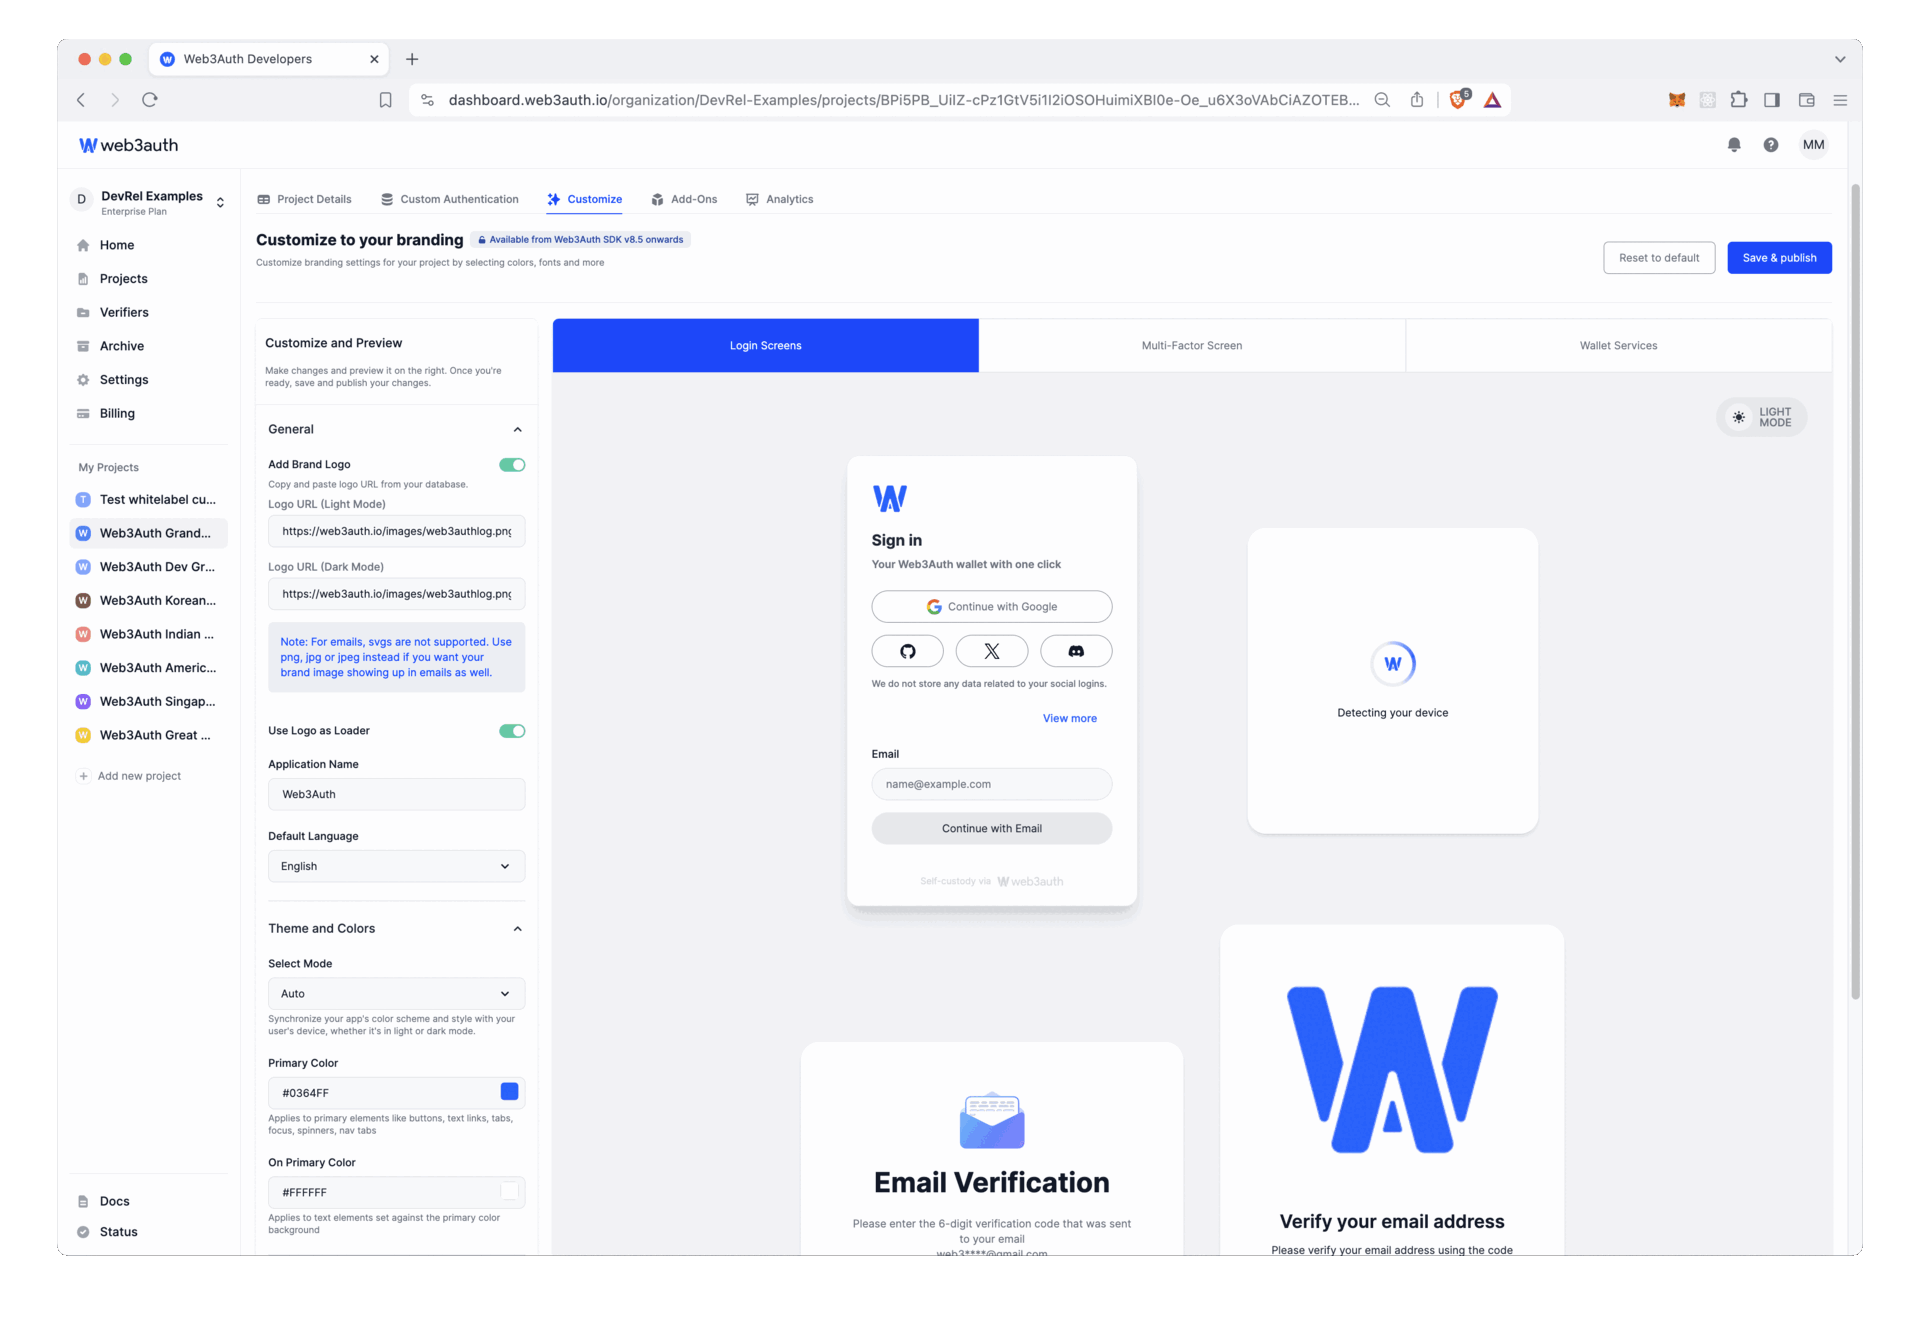 Web3Auth Developers
dashboard.web3auth.io/organization/DevRel-Examples/projects/BPi5PB_UiIZ-cPz1GtV5i1I2iOSOHuimiXBI0e-Oe_u6X3oVAbCiAZOTEB...
5
web3auth
MM
D
DevRel Examples
Enterprise Plan
Home
Projects
Verifiers
Archive
Settings
Billing
My Projects
T Test whitelabel cu...
W Web3Auth Grand...
W Web3Auth Dev Gr...
W Web3Auth Korean...
W Web3Auth Indian ...
W Web3Auth Americ...
W Web3Auth Singap...
W Web3Auth Great ...
+ Add new project
Docs
Status
Project Details
Custom Authentication
Customize
Add-Ons
Analytics
Customize to your branding
Available from Web3Auth SDK v8.5 onwards
Customize branding settings for your project by selecting colors, fonts and more
Reset to default
Save & publish
Customize and Preview
Make changes and preview it on the right. Once you're
ready, save and publish your changes.
General
Add Brand Logo
Copy and paste logo URL from your database.
Logo URL (Light Mode)
https://web3auth.io/images/web3authlog.png
Logo URL (Dark Mode)
https://web3auth.io/images/web3authlog.png
Note: For emails, svgs are not supported. Use
png, jpg or jpeg instead if you want your
brand image showing up in emails as well.
Use Logo as Loader
Application Name
Web3Auth
Default Language
English
Theme and Colors
Select Mode
Auto
Synchronize your app's color scheme and style with your
user's device, whether it's in light or dark mode.
Primary Color
#0364FF
Applies to primary elements like buttons, text links, tabs,
focus, spinners, nav tabs
On Primary Color
#FFFFFF
Applies to text elements set against the primary color
background
Login Screens
Multi-Factor Screen
Wallet Services
LIGHT
MODE
Sign in
Your Web3Auth wallet with one click
Continue with Google
We do not store any data related to your social logins.
View more
Email
name@example.com
Continue with Email
Self-custody via web3auth
Detecting your device
Email Verification
Please enter the 6-digit verification code that was sent
to your email
web3****@gmail.com
Verify your email address
Please verify your email address using the code